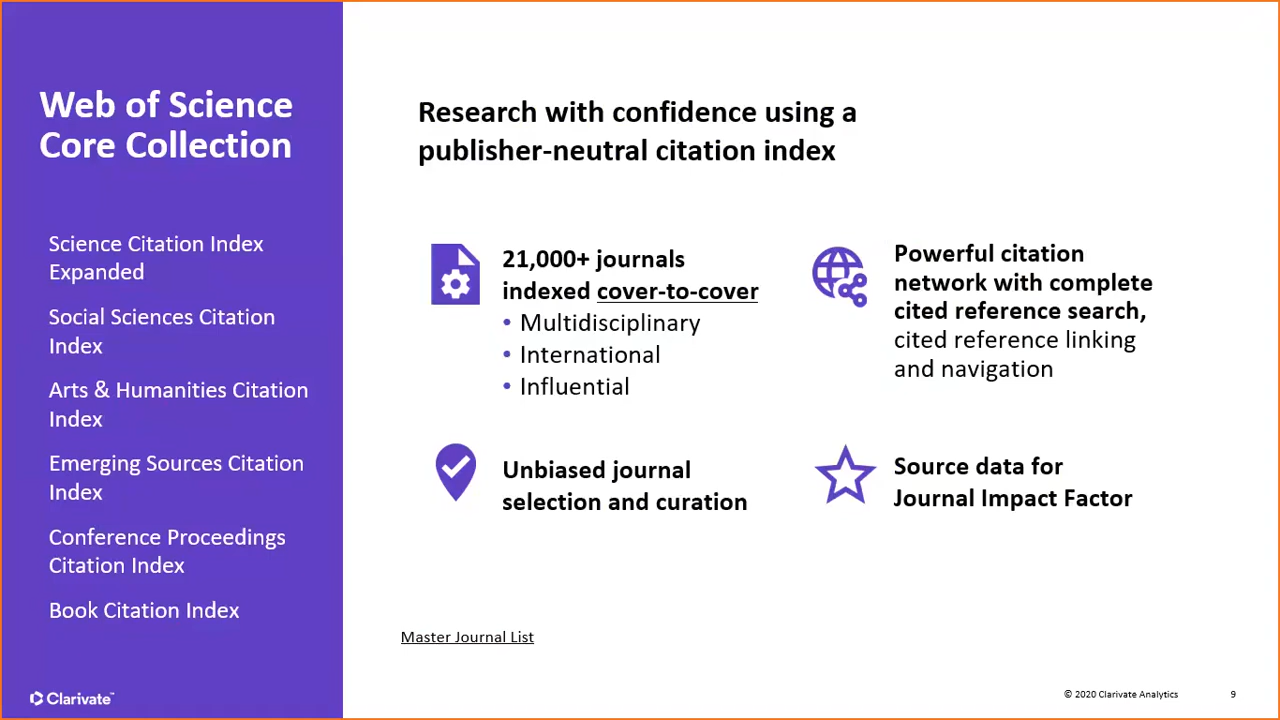 Web of Science
Core Collection
Science Citation Index
Expanded
Social Sciences Citation
Index
Arts & Humanities Citation
Index
Emerging Sources Citation
Index
Conference Proceedings
Citation Index
Book Citation Index
Clarivate™
Research with confidence using a
publisher-neutral citation index
21,000+ journals
indexed cover-to-cover
• Multidisciplinary
• International
• Influential
Powerful citation
network with complete
cited reference search,
cited reference linking
and navigation
Unbiased journal
selection and curation
Source data for
Journal Impact Factor
Master Journal List
© 2020 Clarivate Analytics
9